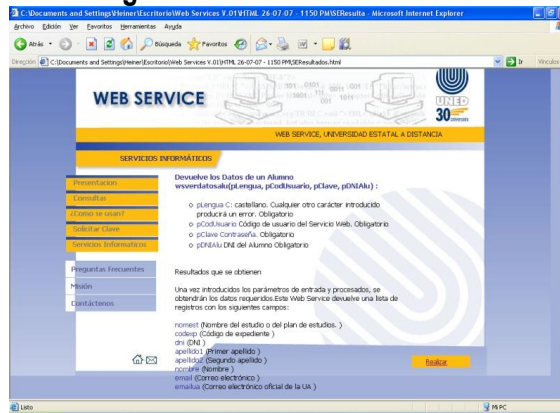 C:\Documents and Settings\Heiner\Escritorio\Web Services V.01\HTML 26-07-07 - 1150 PM\SEResulta - Microsoft Internet Explorer
Archivo Edición Ver Favoritos Herramientas Ayuda
Atrás Búsqueda Favoritos
Dirección C:\Documents and Settings\Heiner\Escritorio\Web Services V.01\HTML 26-07-07 - 1150 PM\SEResultados.html Ir Vínculos
WEB SERVICE
UNED
30
WEB SERVICE, UNIVERSIDAD ESTATAL A DISTANCIA
SERVICIOS INFORMÁTICOS
Presentacion
Consultas
¿Como se usan?
Solicitar Clave
Servicios Informaticos
Preguntas Frecuentes
Misión
Contáctenos
Devuelve los Datos de un Alumno
wsverdatosalu(pLengua, pCodUsuario, pClave, pDNIAlu) :
o pLengua C: castellano. Cualquier otro carácter introducido
producirá un error. Obligatorio
o pCodUsuario Código de usuario del Servicio Web. Obligatorio
o pClave Contraseña. Obligatorio
o pDNIAlu DNI del Alumno Obligatorio
Resultados que se obtienen
Una vez introducidos los parámetros de entrada y procesados, se
obtendrán los datos requeridos.Este Web Service devuelve una lista de
registros con los siguientes campos:
nomest (Nombre del estudio o del plan de estudios. )
codexp (Código de expediente )
dni (DNI )
apellido1 (Primer apellido )
apellido2 (Segundo apellido )
nombre (Nombre )
email (Correo electrónico )
emailua (Correo electrónico oficial de la UA )
Realizar
Listo
Mi PC